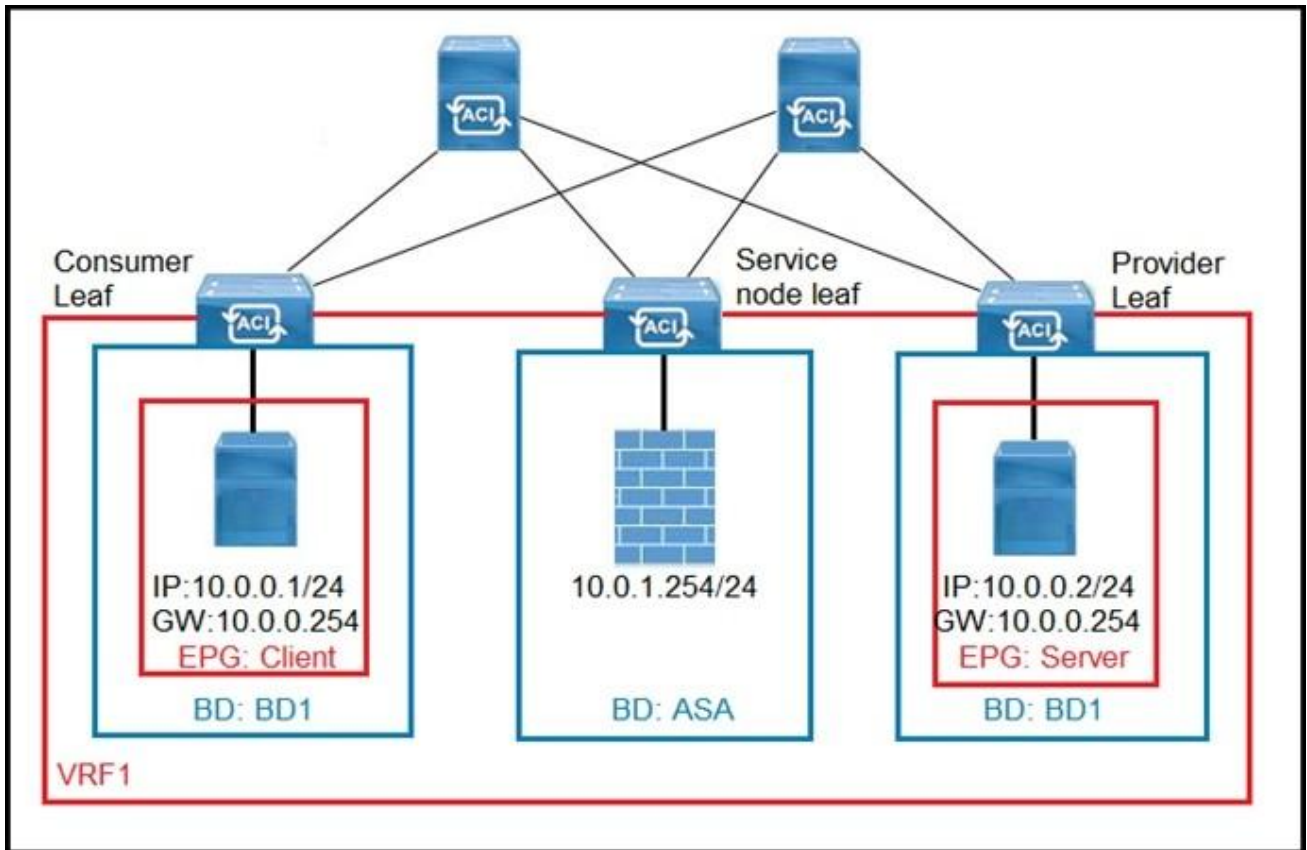 ACI
ACI
Consumer
Leaf
Service
node leaf
Provider
Leaf
ACI
ACI
ACI
IP:10.0.0.1/24
GW:10.0.0.254
EPG: Client
BD: BD1
10.0.1.254/24
BD: ASA
IP:10.0.0.2/24
GW:10.0.0.254
EPG: Server
BD: BD1
VRF1